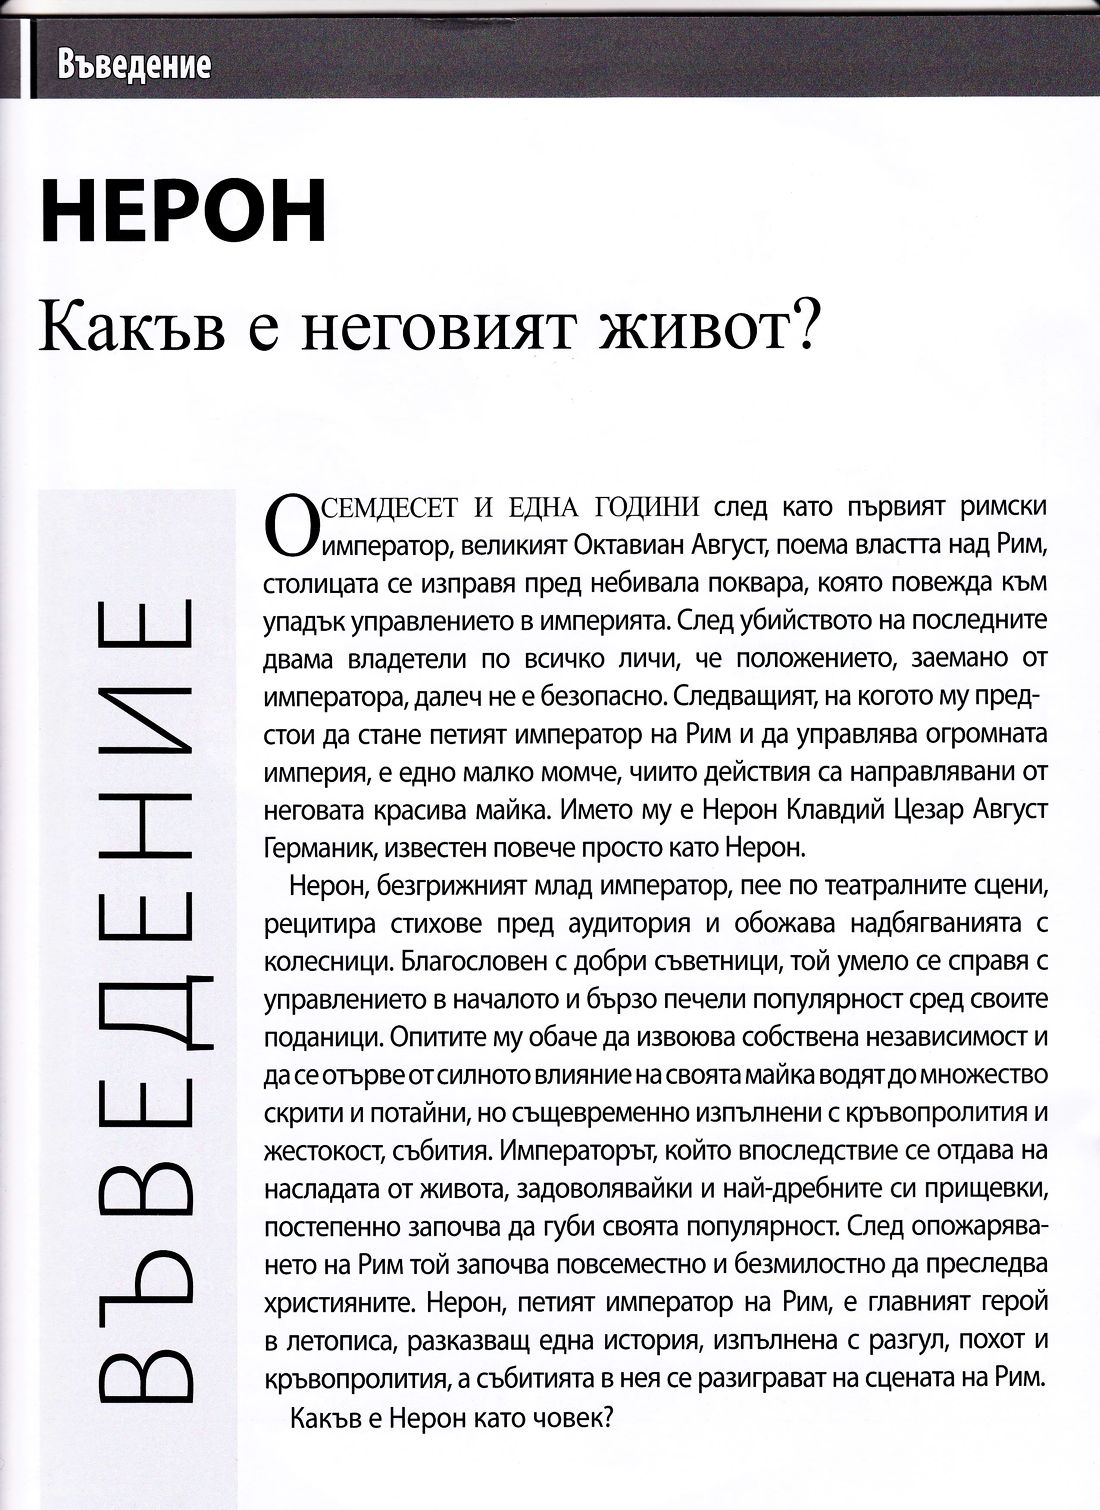 Въведение
НЕРОН
Какъв е неговият живот?
ВЪВЕДЕНИЕ
ОСЕМДЕСЕТ И ЕДНА ГОДИНИ след като първият римски
император, великият Октавиан Август, поема властта над Рим,
столицата се изправя пред небивала поквара, която повежда към
упадък управлението в империята. След убийството на последните
двама владетели по всичко личи, че положението, заемано от
императора, далеч не е безопасно. Следващият, на когото му пред-
стои да стане петият император на Рим и да управлява огромната
империя, е едно малко момче, чиито действия са направлявани от
неговата красива майка. Името му е Нерон Клавдий Цезар Август
Германик, известен повече просто като Нерон.
Нерон, безгрижният млад император, пее по театралните сцени,
рецитира стихове пред аудитория и обожава надбягванията с
колесници. Благословен с добри съветници, той умело се справя с
управлението в началото и бързо печели популярност сред своите
поданици. Опитите му обаче да извоюва собствена независимост и
да се отърве от силното влияние на своята майка водят до множество
скрити и потайни, но същевременно изпълнени с кръвопролития и
жестокост, събития. Императорът, който впоследствие се отдава на
насладата от живота, задоволявайки и най-дребните си прищевки,
постепенно започва да губи своята популярност. След опожарява-
нето на Рим той започва повсеместно и безмилостно да преследва
християните. Нерон, петият император на Рим, е главният герой
в летописа, разказващ една история, изпълнена с разгул, похот и
кръвопролития, а събитията в нея се разиграват на сцената на Рим.
Какъв е Нерон като човек?